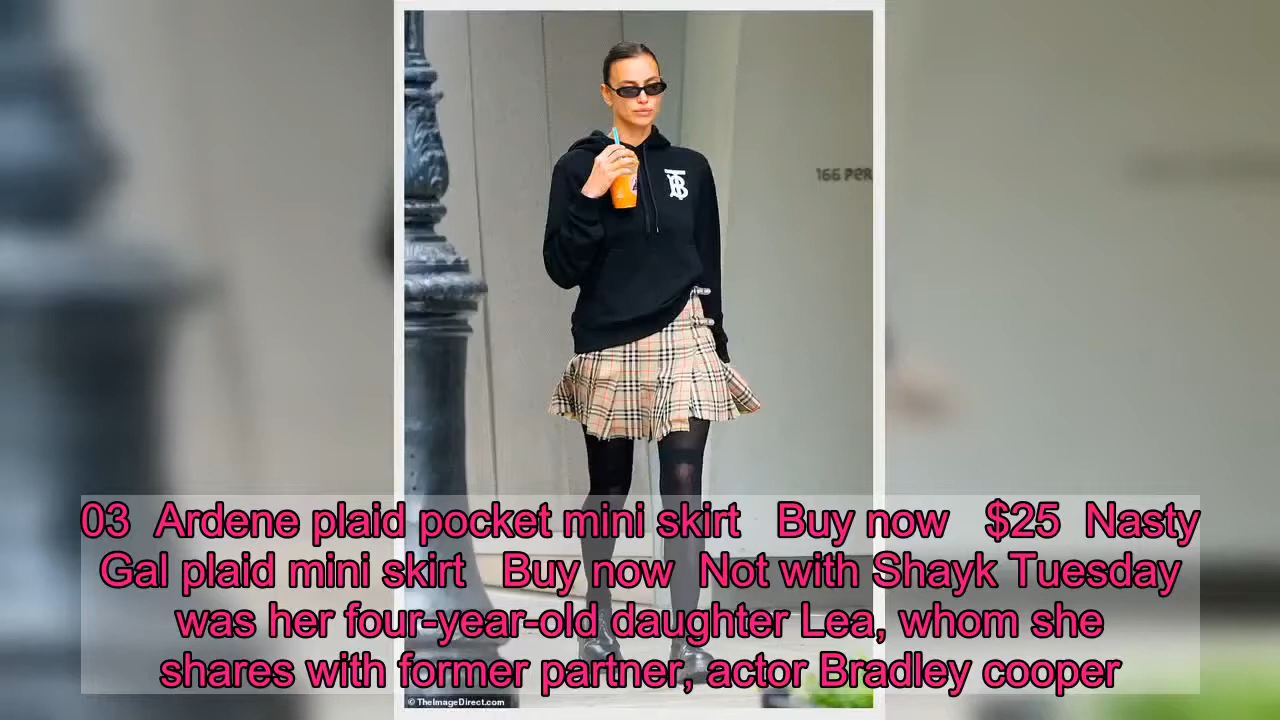 166 PER
03 Ardene plaid pocket mini skirt Buy now $25 Nasty
Gal plaid mini skirt Buy now Not with Shayk Tuesday
was her four-year-old daughter Lea, whom she
shares with former partner, actor Bradley cooper
© TheImageDirect.com